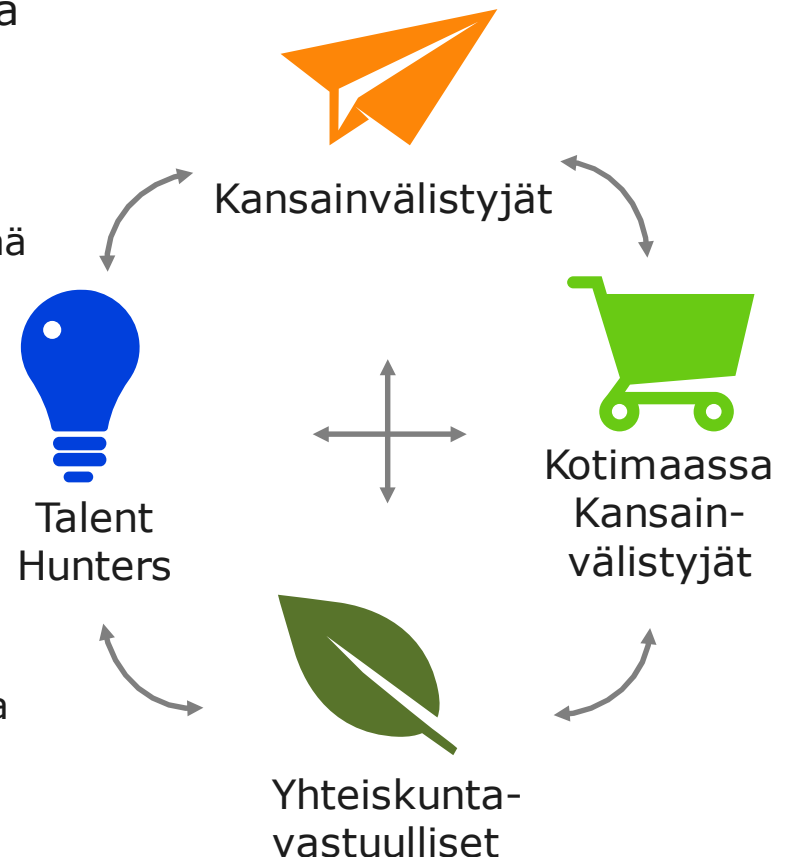 Kansainvälistyjät
Talent
Hunters
Kotimaassa
Kansain-
välistyjät
Yhteiskunta-
vastuulliset